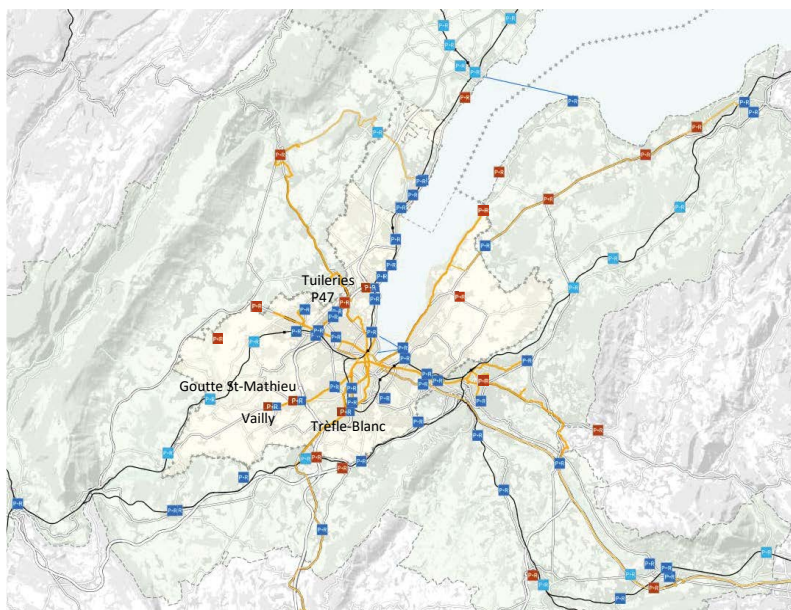 Tuileries
P47
Goutte St-Mathieu
Vailly
Trèfle-Blanc
P+R